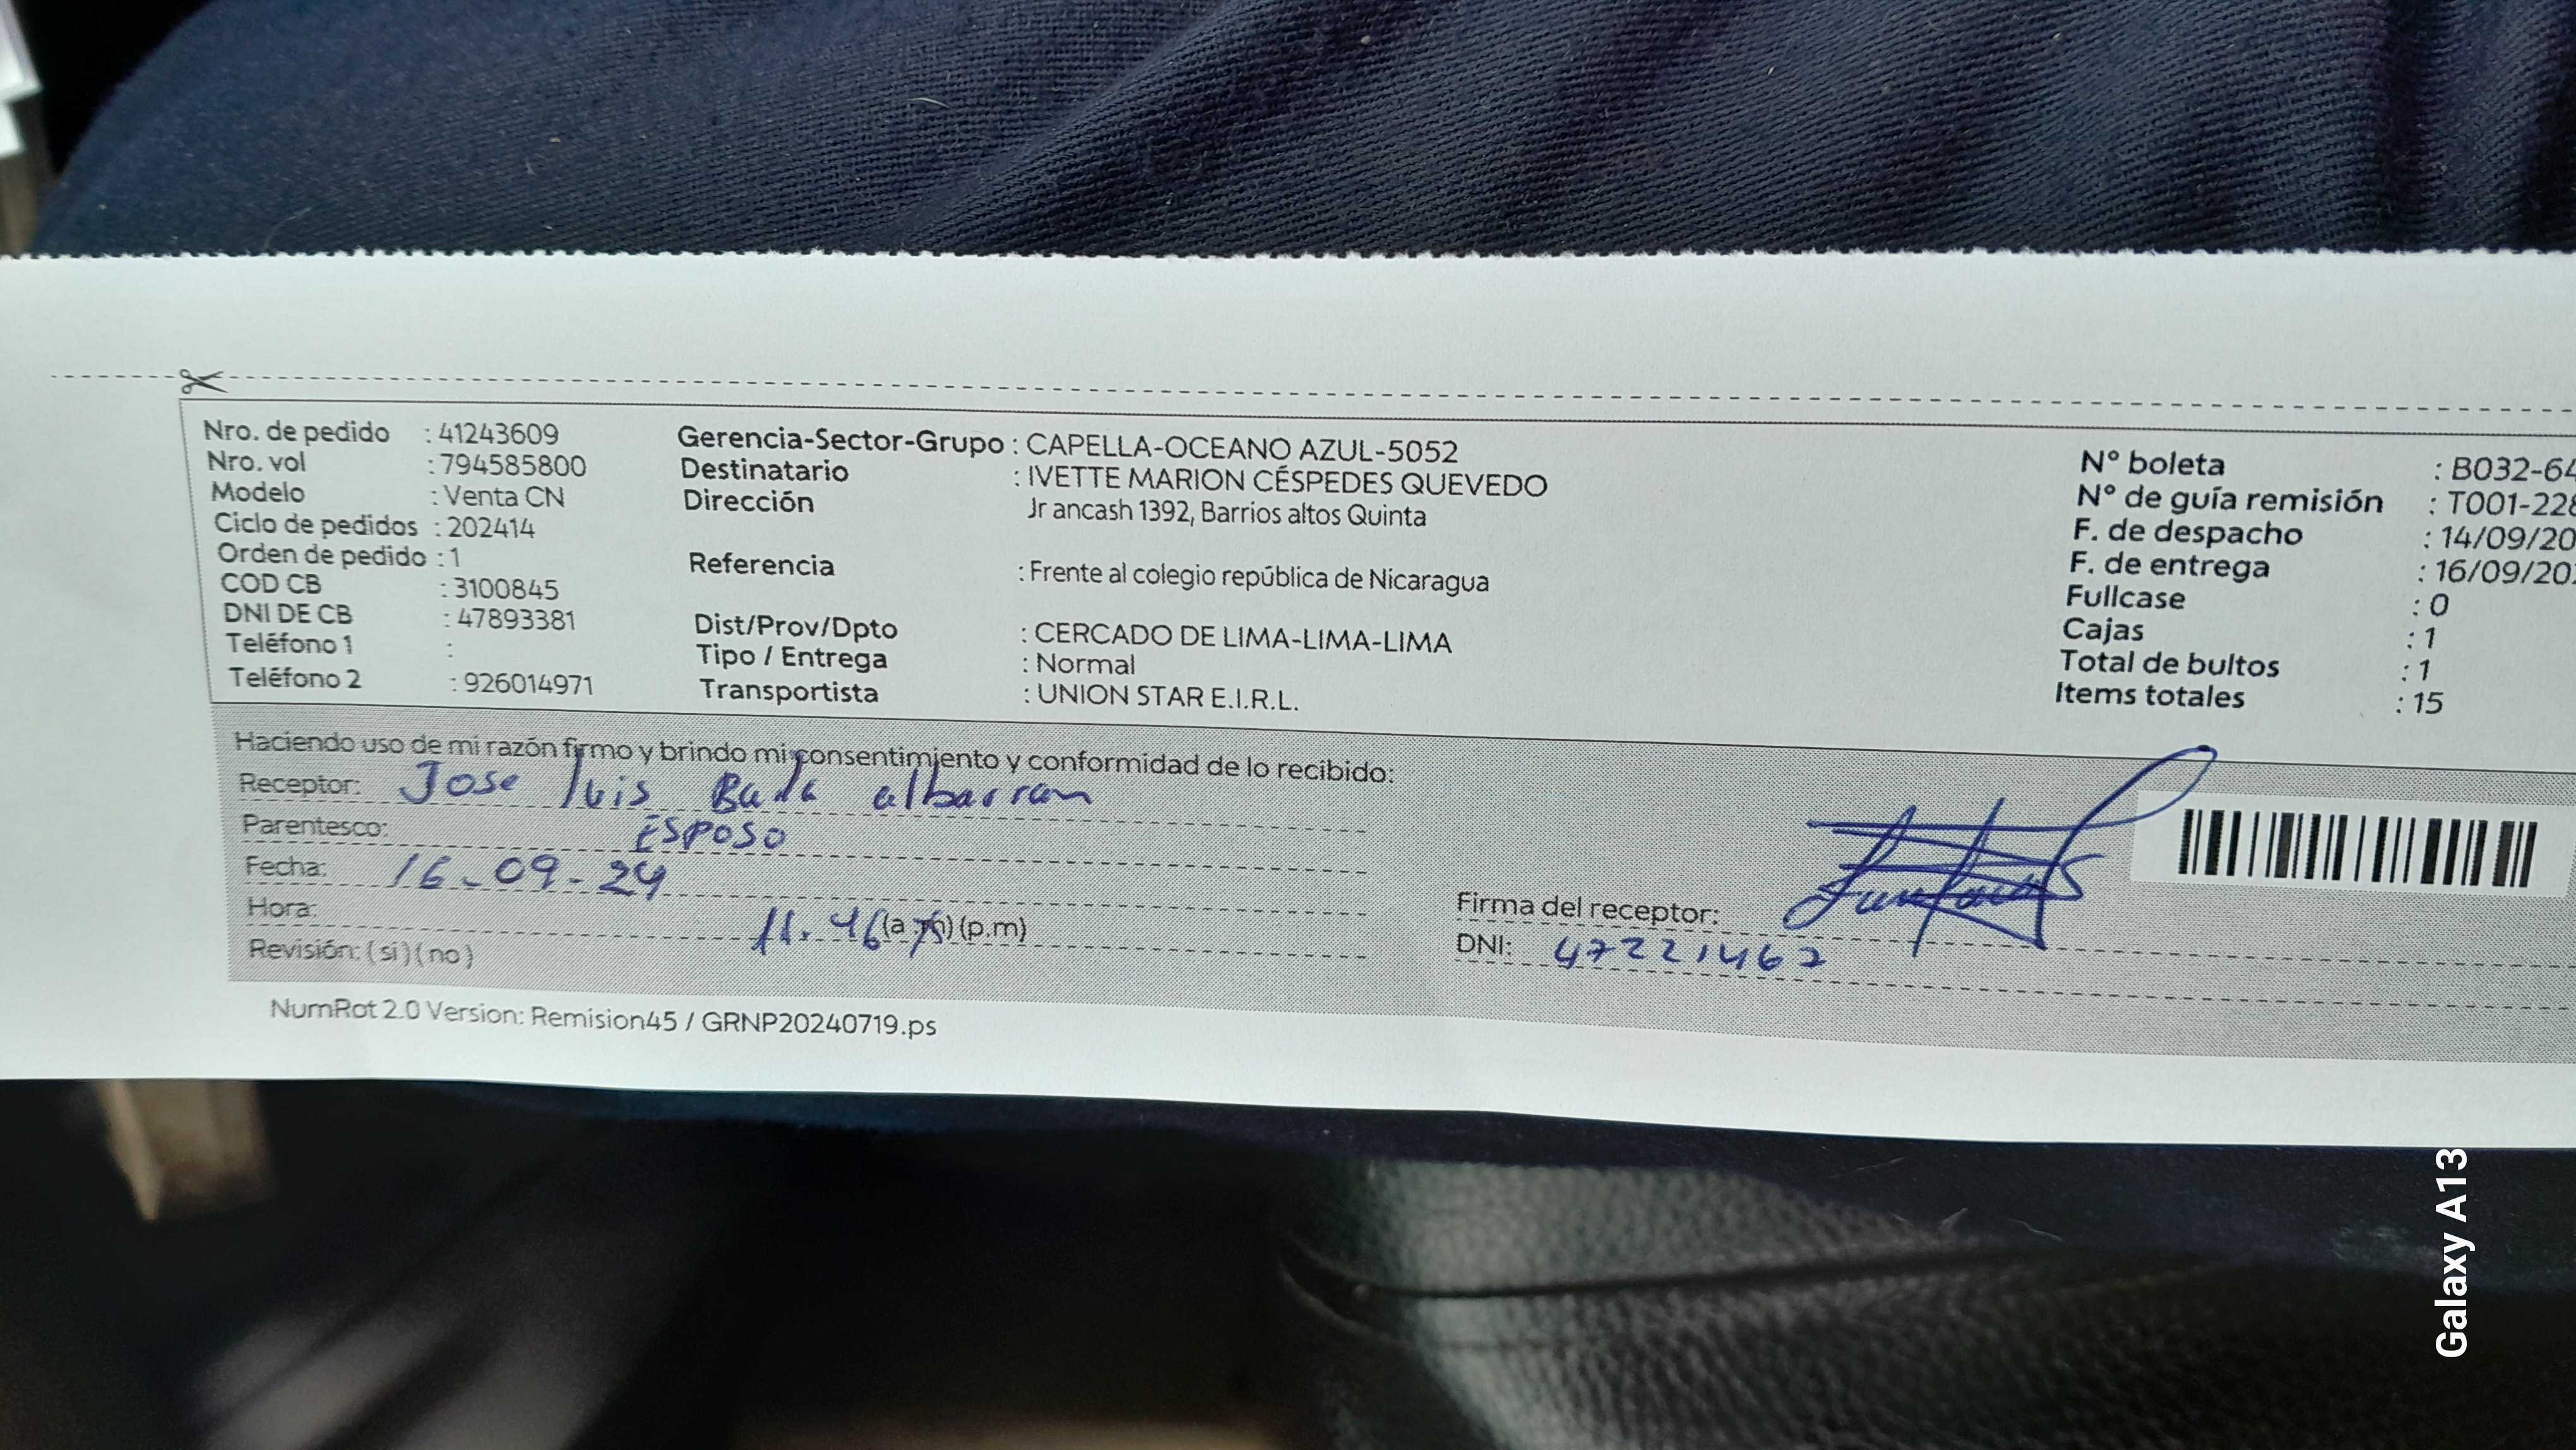 Nro. de pedido : 41243609
Nro. vol : 794585800
Modelo : Venta CN
Ciclo de pedidos : 202414
Orden de pedido : 1
COD CB : 3100845
DNI DE CB : 47893381
Teléfono 1 :
Teléfono 2 : 926014971
Gerencia-Sector-Grupo : CAPELLA-OCEANO AZUL-5052
Destinatario : IVETTE MARION CÉSPEDES QUEVEDO
Dirección Jr ancash 1392, Barrios altos Quinta
Referencia : Frente al colegio república de Nicaragua
Dist/Prov/Dpto : CERCADO DE LIMA-LIMA-LIMA
Tipo / Entrega : Normal
Transportista : UNION STAR E.I.R.L.
N° boleta : B032-64
N° de guía remisión : T001-228
F. de despacho : 14/09/20
F. de entrega : 16/09/20
Fullcase : 0
Cajas : 1
Total de bultos : 1
Items totales : 15
Haciendo uso de mi razón firmo y brindo mi consentimiento y conformidad de lo recibido:
Receptor: Jose luis albarran
Parentesco: ESPOSO
Fecha: 16-09-24
Hora: 11.46 (a.m) (p.m)
Revisión: (si) (no)
Firma del receptor:
DNI: 47221467
NumRot 2.0 Version: Remision45 / GRNP20240719.ps
Galaxy A13